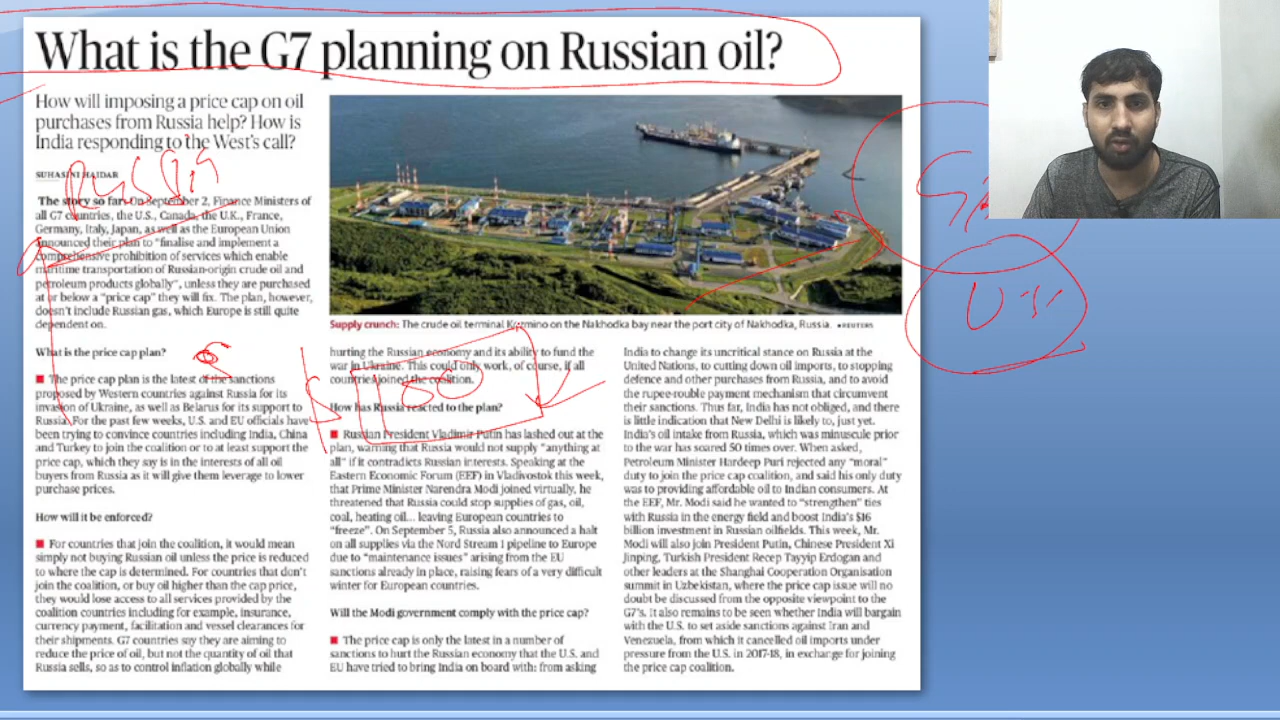 What is the G7 planning on Russian oil?
How will imposing a price cap on oil
purchases from Russia help? How is
India responding to the West's call?
SUHASINI HAIDAR
RUSSIA
The story so far: On September 2, Finance Ministers of
all G7 countries, the U.S., Canada, the U.K., France,
Germany, Italy, Japan, as well as the European Union
announced their plan to "finalise and implement a
comprehensive prohibition of services which enable
maritime transportation of Russian-origin crude oil and
petroleum products globally", unless they are purchased
at or below a "price cap" they will fix. The plan, however,
doesn't include Russian gas, which Europe is still quite
dependent on.
What is the price cap plan?
The price cap plan is the latest of the sanctions
proposed by Western countries against Russia for its
invasion of Ukraine, as well as Belarus for its support to
Russia. For the past few weeks, U.S. and EU officials have
been trying to convince countries including India, China
and Turkey to join the coalition or to at least support the
price cap, which they say is in the interests of all oil
buyers from Russia as it will give them leverage to lower
purchase prices.
How will it be enforced?
For countries that join the coalition, it would mean
simply not buying Russian oil unless the price is reduced
to where the cap is determined. For countries that don't
join the coalition, or buy oil higher than the cap price,
they would lose access to all services provided by the
coalition countries including for example, insurance,
currency payment, facilitation and vessel clearances for
their shipments. G7 countries say they are aiming to
reduce the price of oil, but not the quantity of oil that
Russia sells, so as to control inflation globally while
Supply crunch: The crude oil terminal Kozmino on the Nakhodka bay near the port city of Nakhodka, Russia. • REUTERS
hurting the Russian economy and its ability to fund the
war in Ukraine. This could only work, of course, if all
countries joined the coalition.
How has Russia reacted to the plan?
Russian President Vladimir Putin has lashed out at the
plan, warning that Russia would not supply "anything at
all" if it contradicts Russian interests. Speaking at the
Eastern Economic Forum (EEF) in Vladivostok this week,
that Prime Minister Narendra Modi joined virtually, he
threatened that Russia could stop supplies of gas, oil,
coal, heating oil... leaving European countries to
"freeze". On September 5, Russia also announced a halt
on all supplies via the Nord Stream 1 pipeline to Europe
due to "maintenance issues" arising from the EU
sanctions already in place, raising fears of a very difficult
winter for European countries.
Will the Modi government comply with the price cap?
The price cap is only the latest in a number of
sanctions to hurt the Russian economy that the U.S. and
EU have tried to bring India on board with: from asking
India to change its uncritical stance on Russia at the
United Nations, to cutting down oil imports, to stopping
defence and other purchases from Russia, and to avoid
the rupee-rouble payment mechanism that circumvent
their sanctions. Thus far, India has not obliged, and there
is little indication that New Delhi is likely to, just yet.
India's oil intake from Russia, which was minuscule prior
to the war has soared 50 times over. When asked,
Petroleum Minister Hardeep Puri rejected any "moral"
duty to join the price cap coalition, and said his only duty
was to providing affordable oil to Indian consumers. At
the EEF, Mr. Modi said he wanted to "strengthen" ties
with Russia in the energy field and boost India's $16
billion investment in Russian oilfields. This week, Mr.
Modi will also join President Putin, Chinese President Xi
Jinping, Turkish President Recep Tayyip Erdogan and
other leaders at the Shanghai Cooperation Organisation
summit in Uzbekistan, where the price cap issue will no
doubt be discussed from the opposite viewpoint to the
G7's. It also remains to be seen whether India will bargain
with the U.S. to set aside sanctions against Iran and
Venezuela, from which it cancelled oil imports under
pressure from the U.S. in 2017-18, in exchange for joining
the price cap coalition.